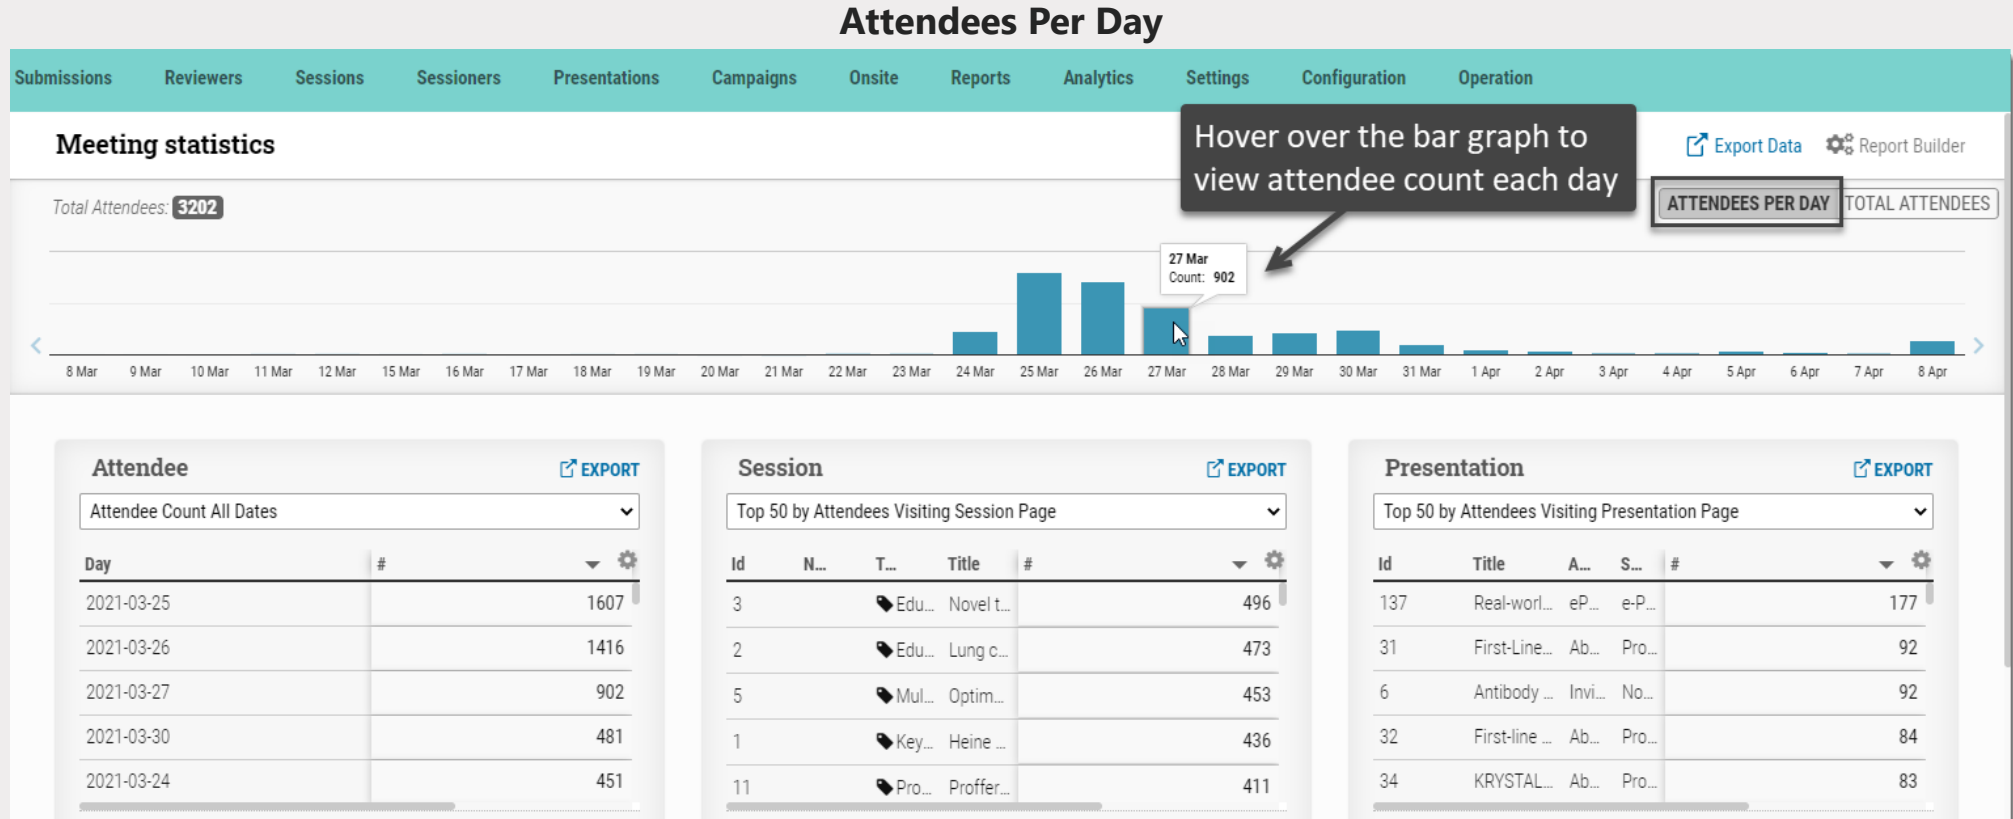 Attendees Per Day
Submissions Reviewers Sessions Sessioners Presentations Campaigns Onsite Reports Analytics Settings Configuration Operation
Meeting statistics
Hover over the bar graph to
view attendee count each day
Export Data Report Builder
Total Attendees: 3202
ATTENDEES PER DAY TOTAL ATTENDEES
27 Mar
Count: 902
8 Mar 9 Mar 10 Mar 11 Mar 12 Mar 15 Mar 16 Mar 17 Mar 18 Mar 19 Mar 20 Mar 21 Mar 22 Mar 23 Mar 24 Mar 25 Mar 26 Mar 27 Mar 28 Mar 29 Mar 30 Mar 31 Mar 1 Apr 2 Apr 3 Apr 4 Apr 5 Apr 6 Apr 7 Apr 8 Apr
Attendee EXPORT
Attendee Count All Dates
Day #
2021-03-25 1607
2021-03-26 1416
2021-03-27 902
2021-03-30 481
2021-03-24 451
Session EXPORT
Top 50 by Attendees Visiting Session Page
Id N... T... Title #
3 Edu... Novel t... 496
2 Edu... Lung c... 473
5 Mul... Optim... 453
1 Key... Heine ... 436
11 Pro... Proffer... 411
Presentation EXPORT
Top 50 by Attendees Visiting Presentation Page
Id Title A... S... #
137 Real-worl... eP... e-P... 177
31 First-Line... Ab... Pro... 92
6 Antibody ... Invi... No... 92
32 First-line ... Ab... Pro... 84
34 KRYSTAL... Ab... Pro... 83